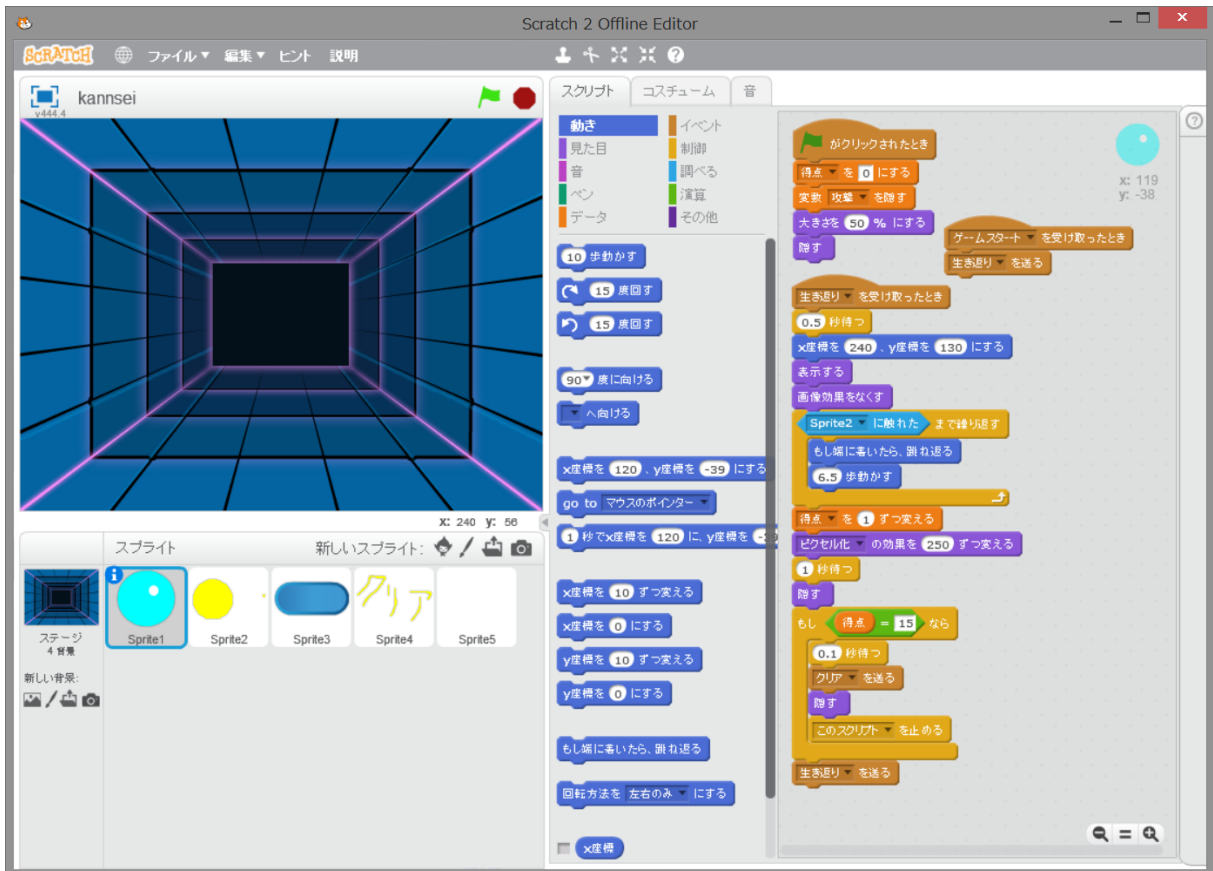 Scratch 2 Offline Editor
SCRATCH ファイル▼ 編集▼ ヒント 説明
kannsei
v444.4
X: 240 y: 56
スプライト 新しいスプライト:
ステージ
4 背景
新しい背景:
Sprite1 Sprite2 Sprite3 Sprite4 Sprite5
クリア
スクリプト コスチューム 音
動き イベント
見た目 制御
音 調べる
ペン 演算
データ その他
10 歩動かす
15 度回す
15 度回す
90▼ 度に向ける
へ向ける
x座標を 120 、y座標を -39 にする
go to マウスのポインター
1 秒でx座標を 120 に、y座標を
x座標を 10 ずつ変える
x座標を 0 にする
y座標を 10 ずつ変える
y座標を 0 にする
もし端に着いたら、跳ね返る
回転方法を 左右のみ にする
x座標
がクリックされたとき
得点 を 0 にする
変数 攻撃 を隠す
大きさを 50 % にする
隠す
x: 119
y: -38
ゲームスタート を受け取ったとき
生き返り を送る
生き返り を受け取ったとき
0.5 秒待つ
x座標を 240 、y座標を 130 にする
表示する
画像効果をなくす
Sprite2 に触れた まで繰り返す
もし端に着いたら、跳ね返る
6.5 歩動かす
得点 を 1 ずつ変える
ピクセル化 の効果を 250 ずつ変える
1 秒待つ
隠す
もし 得点 = 15 なら
0.1 秒待つ
クリア を送る
隠す
このスクリプト を止める
生き返り を送る